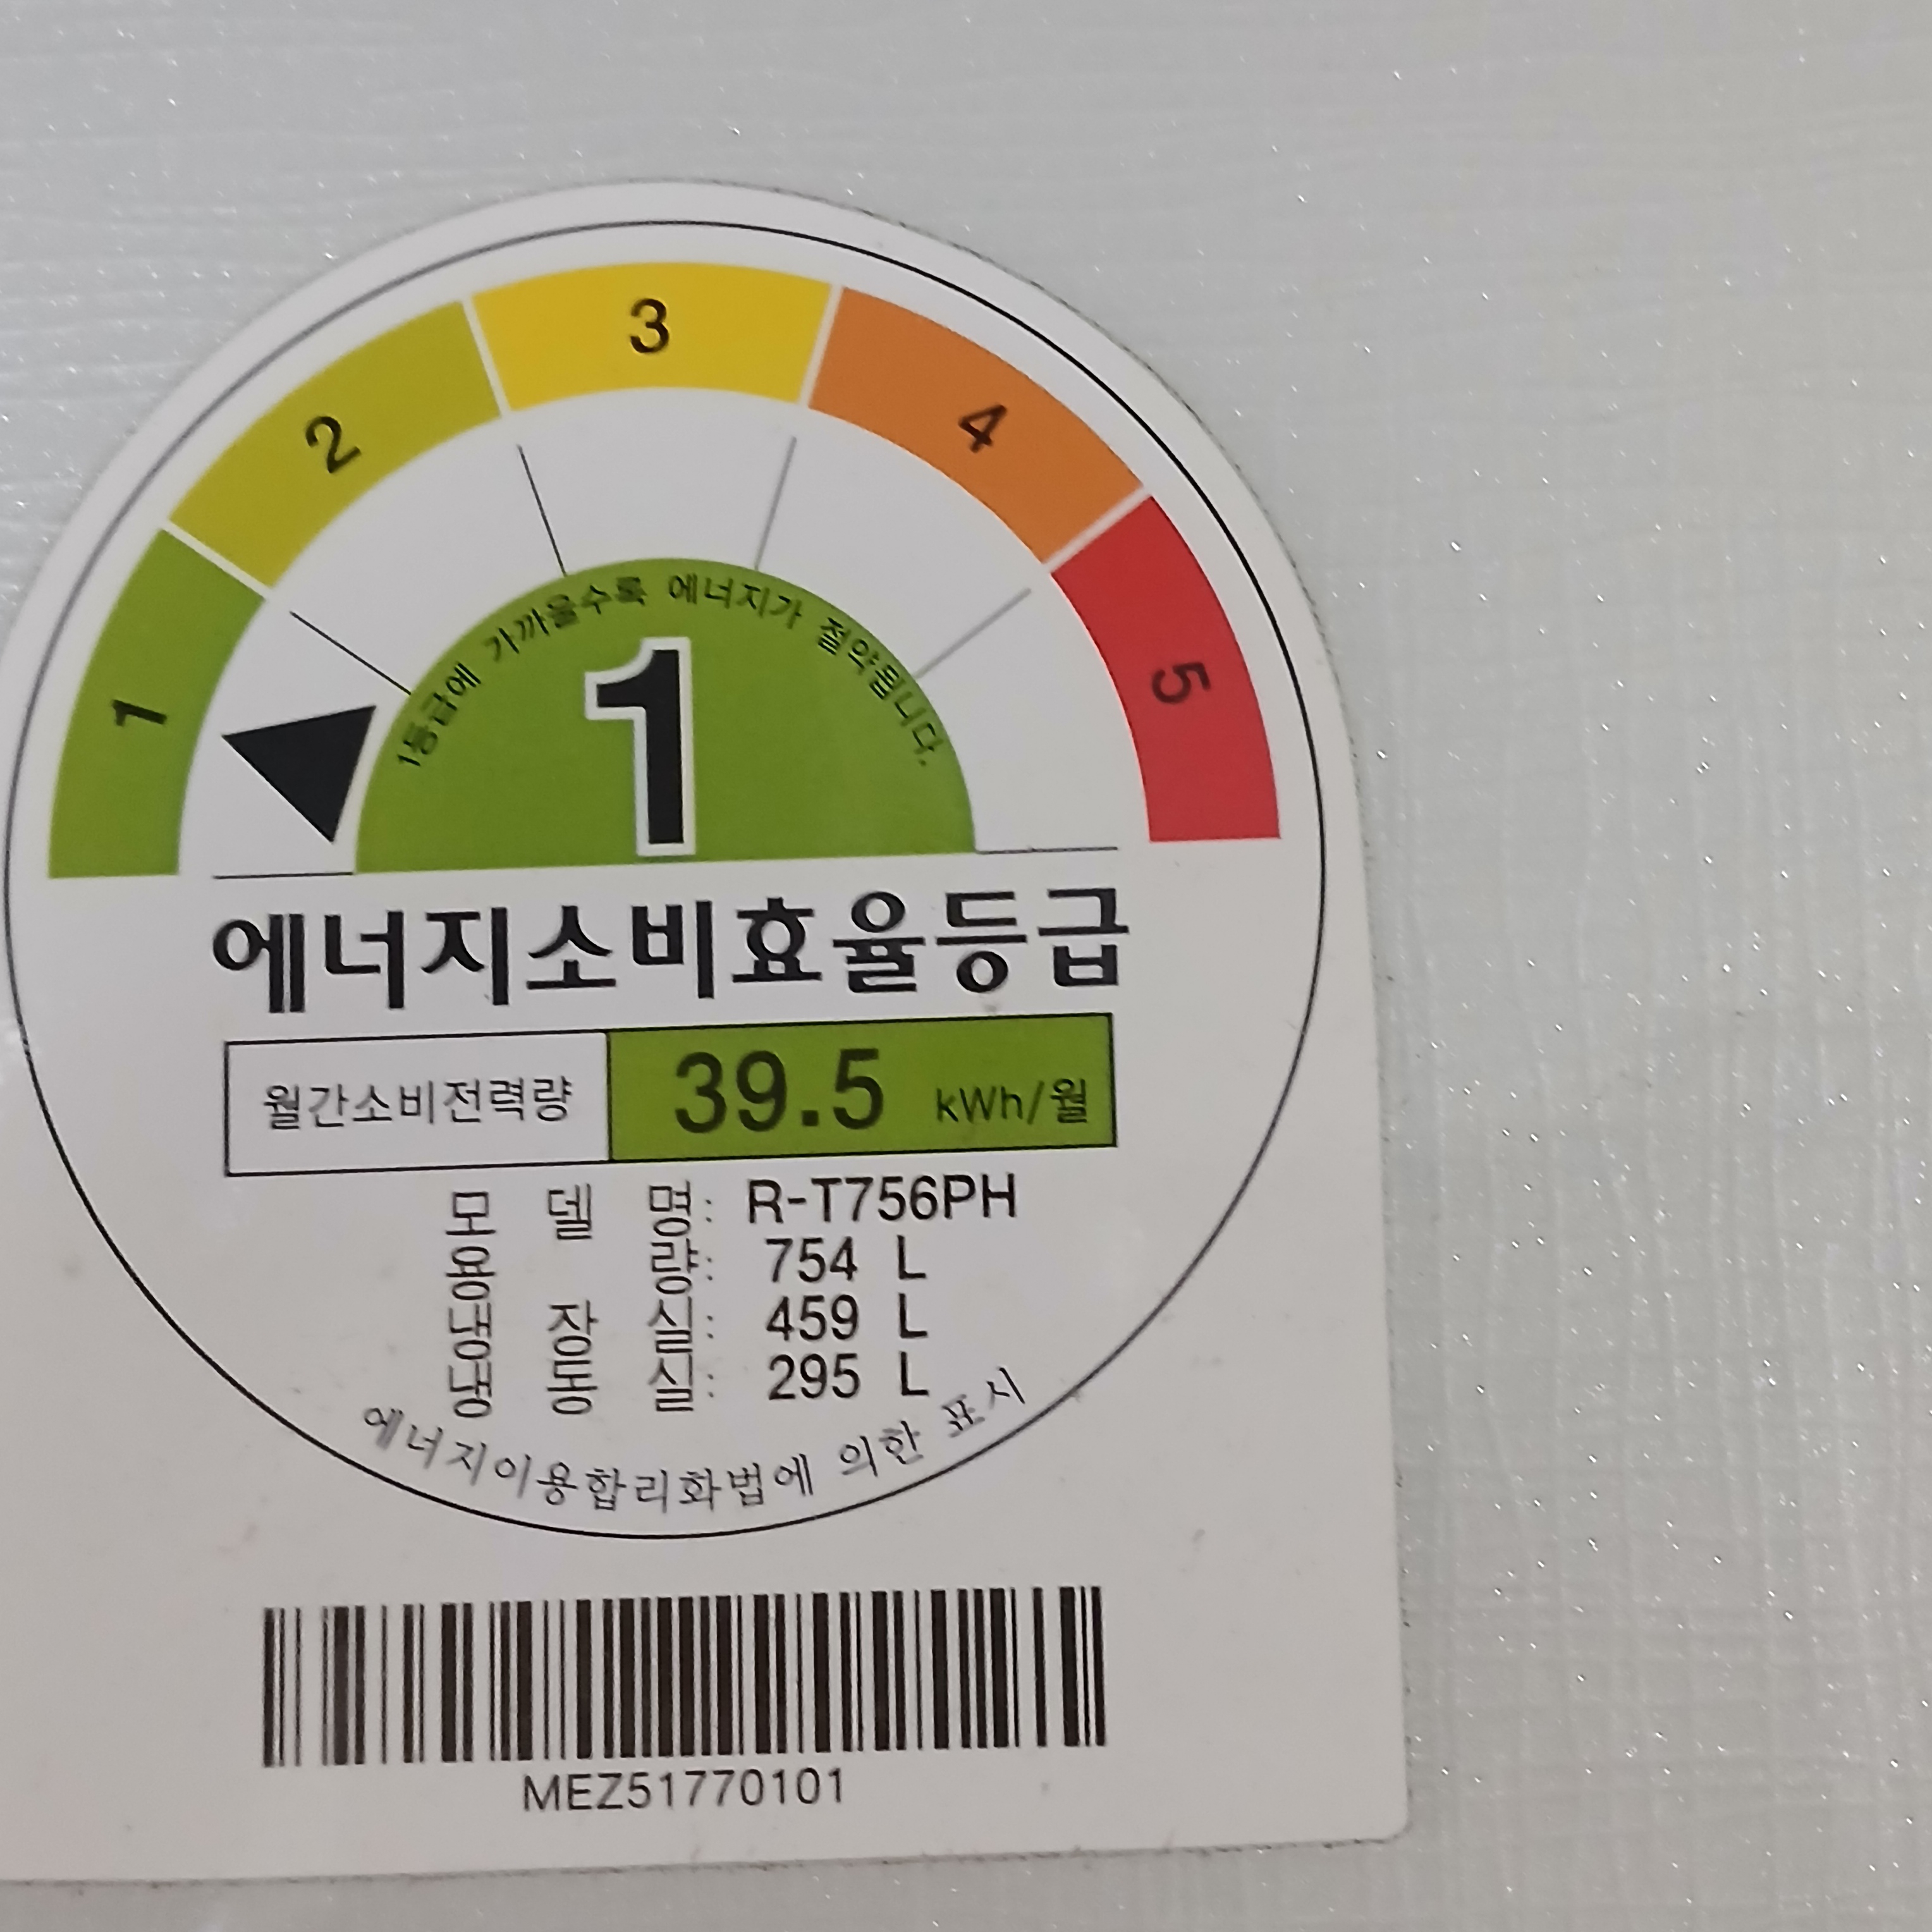 1
2
3
4
5
1등급에 가까울수록 에너지가 절약됩니다.
1
에너지소비효율등급
월간소비전력량 39.5 kWh/월
모 델 명: R-T756PH
용 량: 754 L
냉 장 실: 459 L
냉 동 실: 295 L
에너지이용합리화법에 의한 표시
MEZ51770101